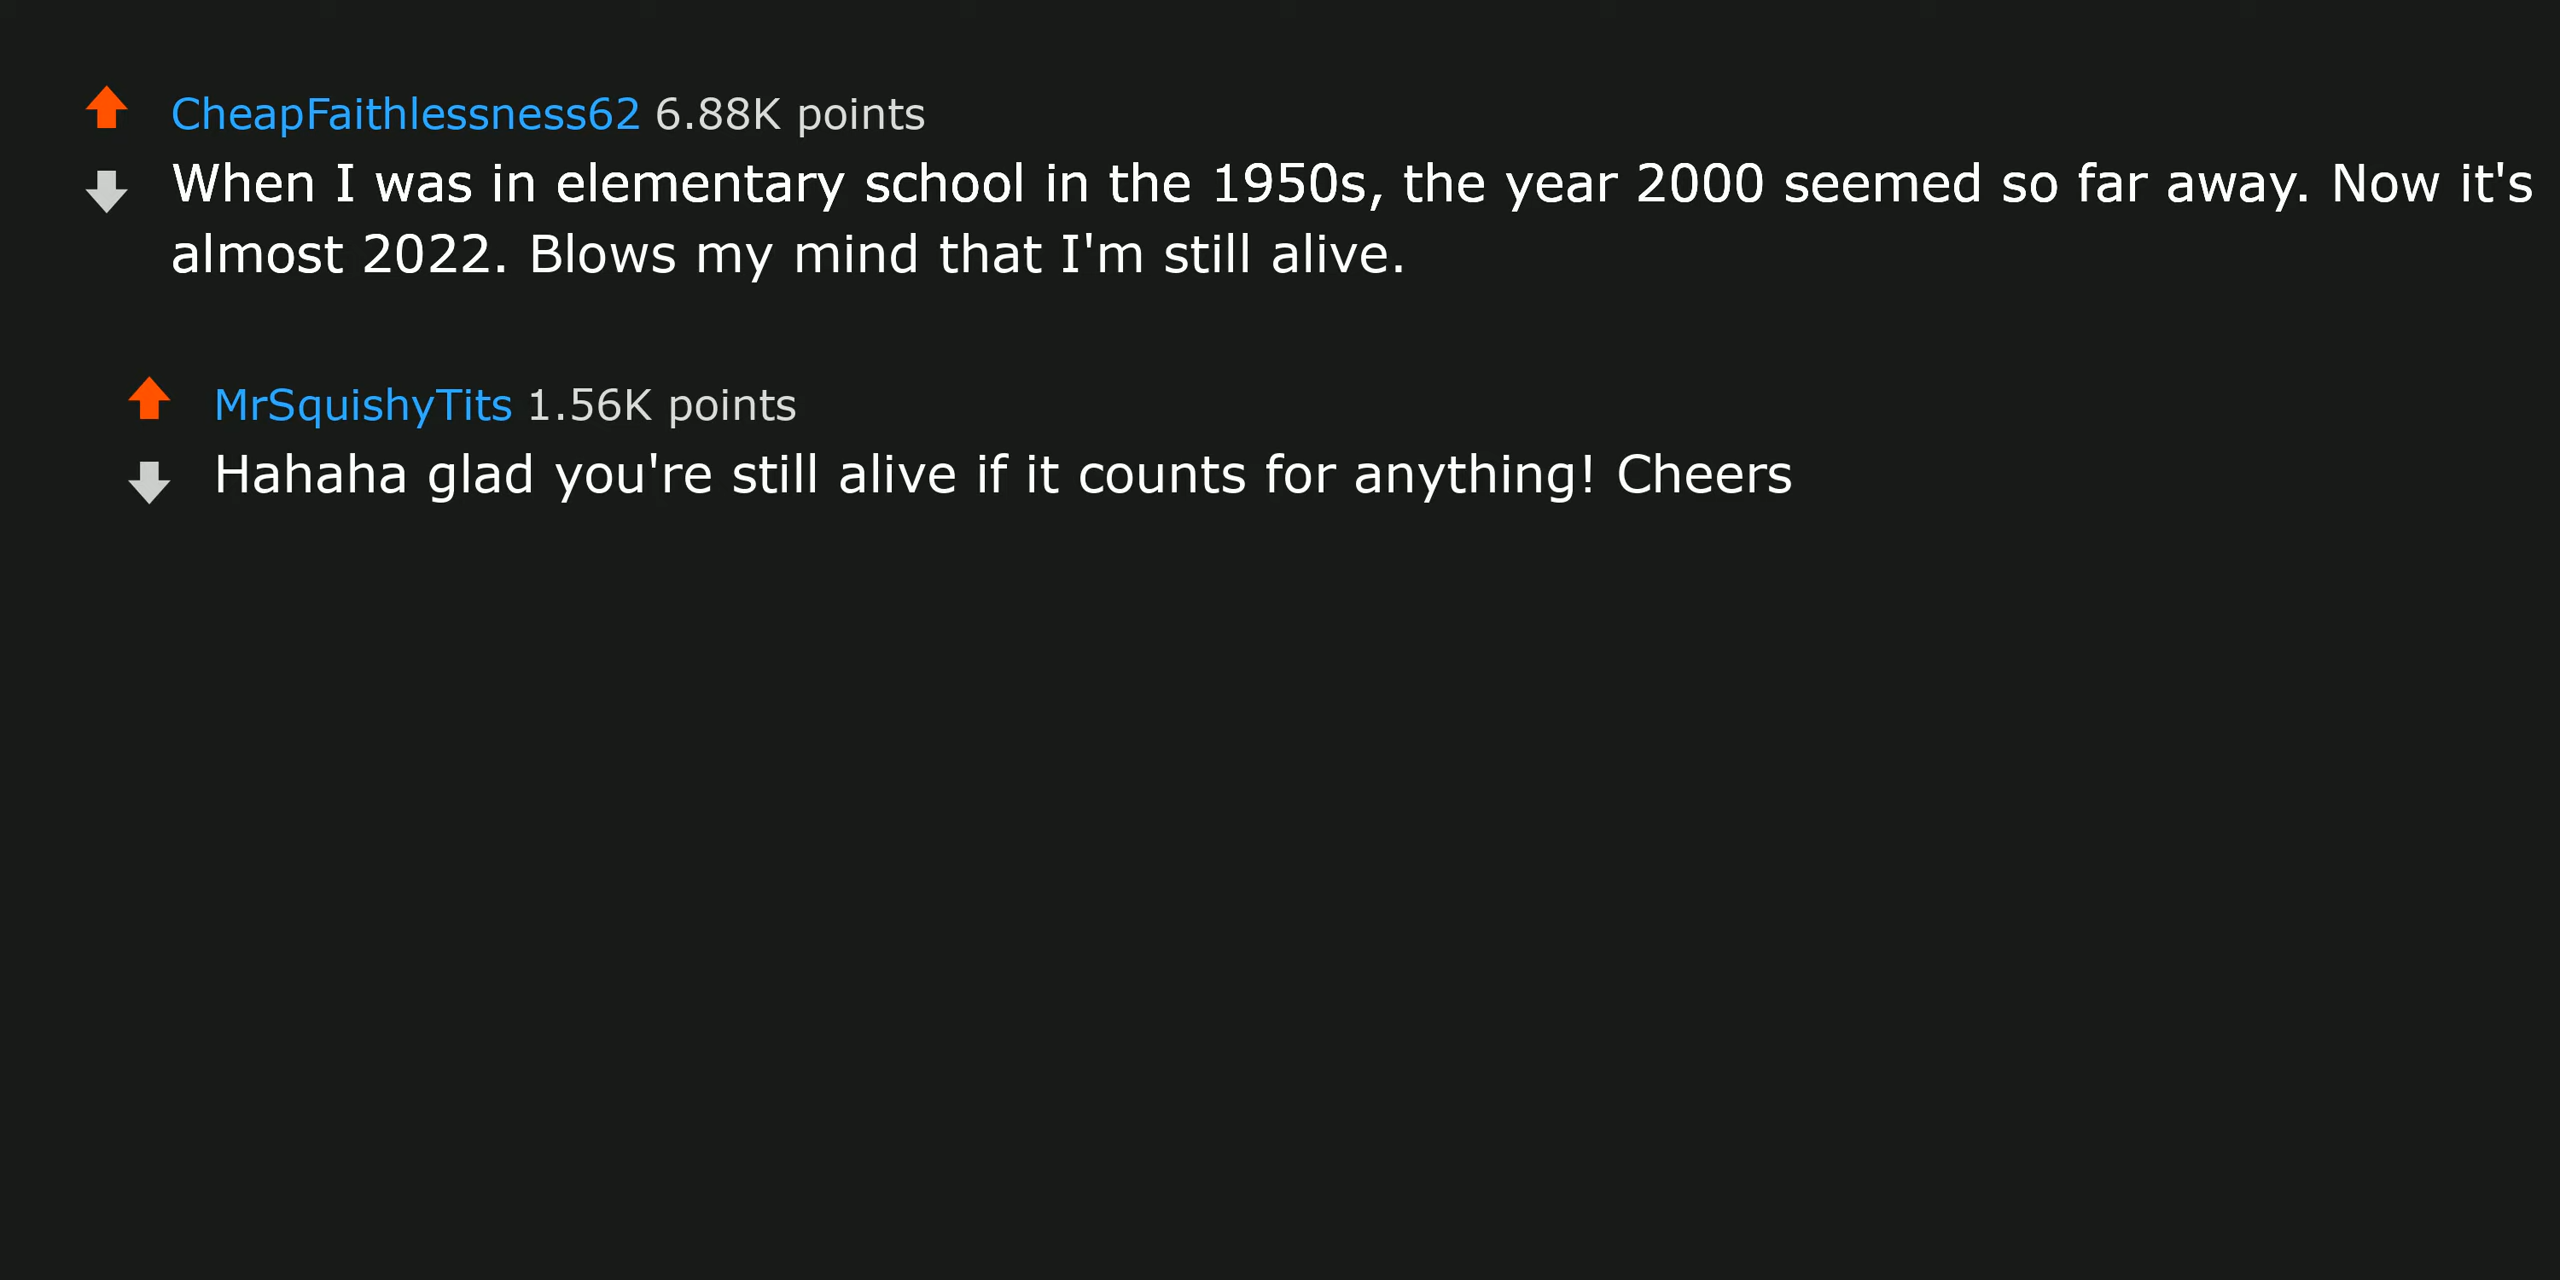 CheapFaithlessness62 6.88K points
When I was in elementary school in the 1950s, the year 2000 seemed so far away. Now it's
almost 2022. Blows my mind that I'm still alive.
MrSquishyTits 1.56K points
Hahaha glad you're still alive if it counts for anything! Cheers